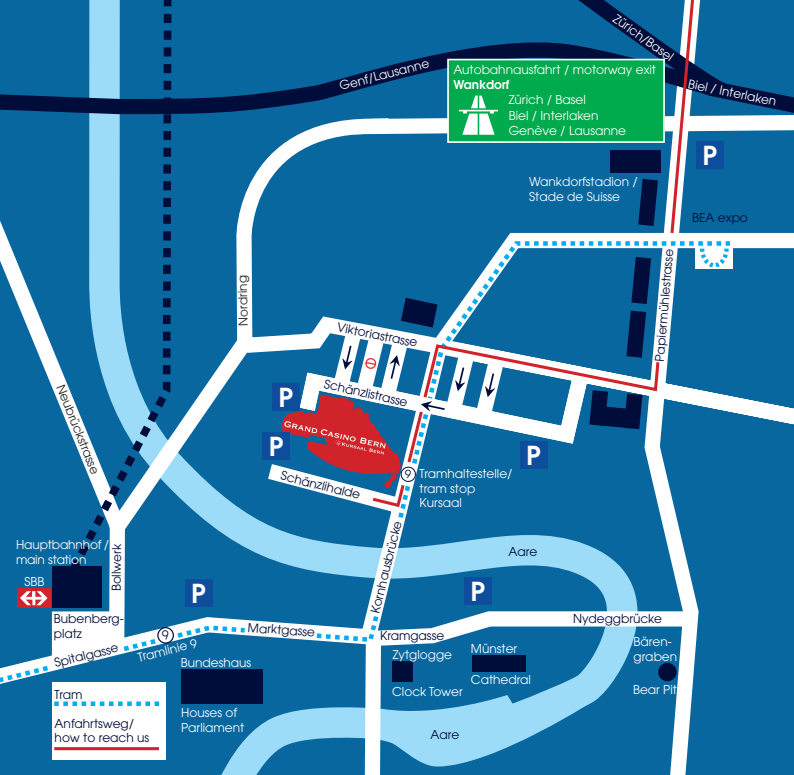 Zürich/Basel
Genf/Lausanne
Autobahnausfahrt / motorway exit
Wankdorf
Zürich / Basel
Biel / Interlaken
Genève / Lausanne
Biel / Interlaken
P
Wankdorfstadion /
Stade de Suisse
BEA expo
Papiermühlestrasse
Nordring
Viktoriastrasse
Schänzlistrasse
P
GRAND CASINO BERN
KURSAAL BERN
P
P
Schänzlihalde
9
Tramhaltestelle/
tram stop
Kursaal
Neubrückstrasse
Kornhausbrücke
Aare
Hauptbahnhof /
main station
SBB
Bollwerk
P
P
Bubenberg-
platz
Spitalgasse
9
Tramlinie 9
Marktgasse
Kramgasse
Nydeggbrücke
Bundeshaus
Houses of
Parliament
Zytglogge
Clock Tower
Münster
Cathedral
Bären-
graben
Bear Pit
Aare
Tram
Anfahrtsweg/
how to reach us